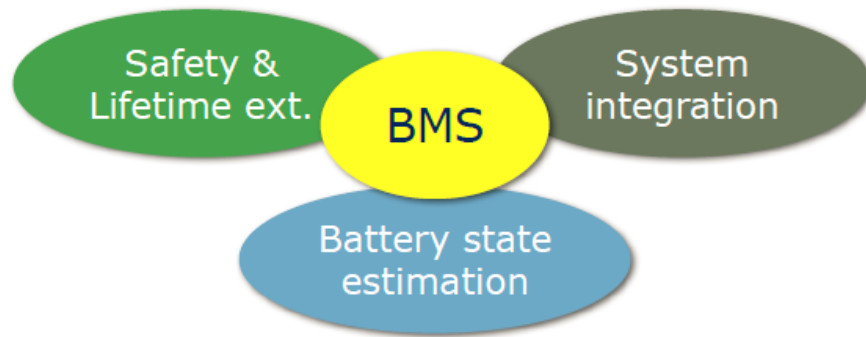 Safety &
Lifetime ext.
BMS
System
integration
Battery state
estimation